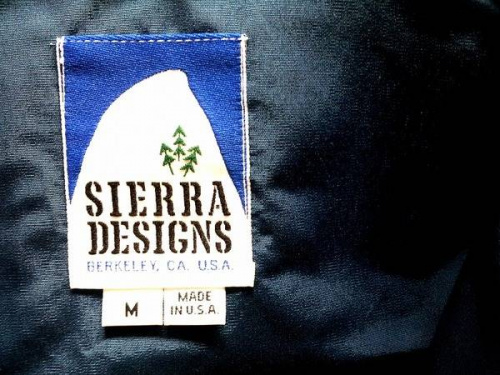 SIERRA
DESIGNS
BERKELEY, CA. U.S.A.
M
MADE
IN U.S.A.